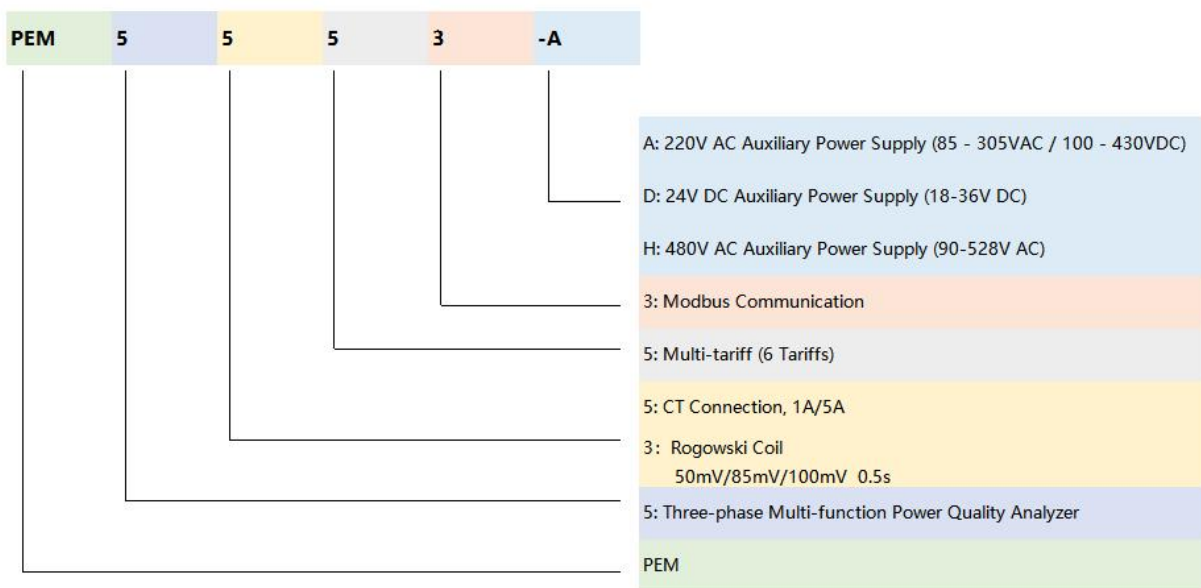 PEM 5 5 5 3 -A
A: 220V AC Auxiliary Power Supply (85 - 305VAC / 100 - 430VDC)
D: 24V DC Auxiliary Power Supply (18-36V DC)
H: 480V AC Auxiliary Power Supply (90-528V AC)
3: Modbus Communication
5: Multi-tariff (6 Tariffs)
5: CT Connection, 1A/5A
3： Rogowski Coil
50mV/85mV/100mV 0.5s
5: Three-phase Multi-function Power Quality Analyzer
PEM